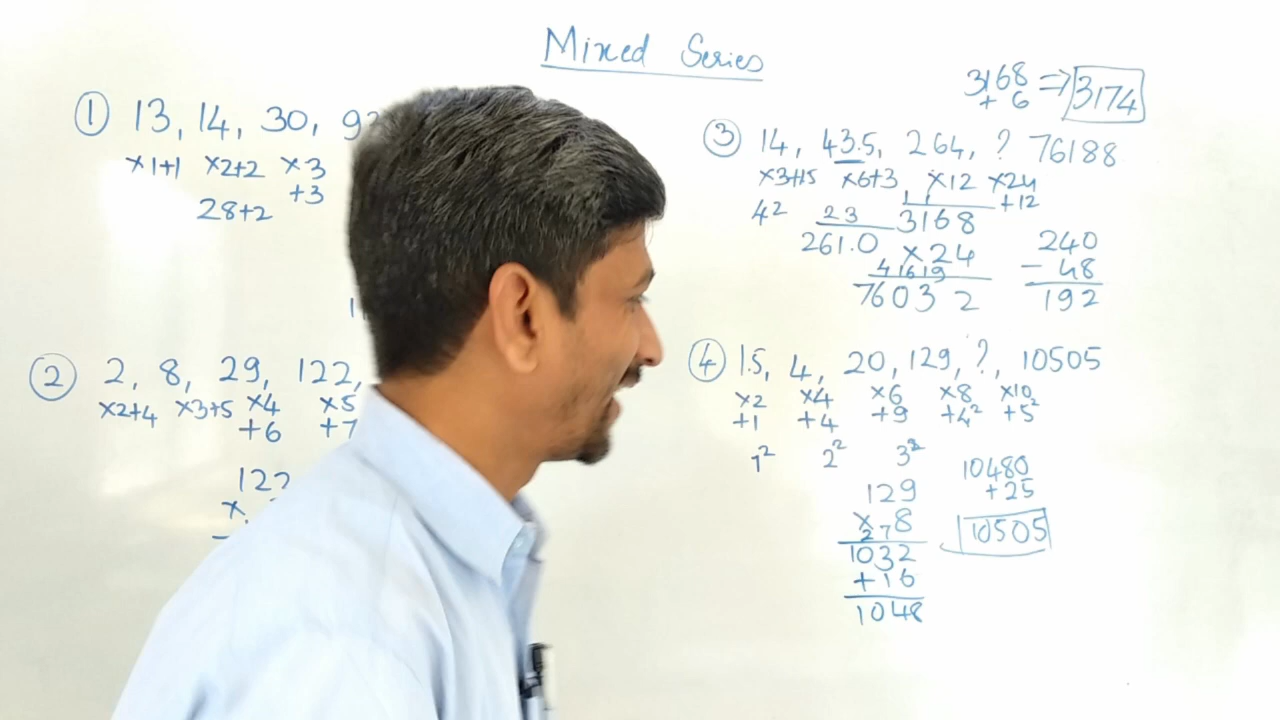 Mixed Series
① 13, 14, 30, 93
×1+1 ×2+2 ×3
+3
28+2
② 2, 8, 29, 122,
×2+4 ×3+5 ×4 ×5
+6 +7
122
×
3168 ⇒ 3174
+ 6
③ 14, 43.5, 264, ? 76188
×3+1.5 ×6+3 ×12 ×24
+12
4² 23 3168
261.0 ×24
41619
76032
240
- 48
192
④ 1.5, 4, 20, 129, ?, 10505
×2 ×4 ×6 ×8 ×10
+1 +4 +9 +4² +5²
1² 2² 3²
129
×8
27
1032
+16
1048
10480
+25
10505